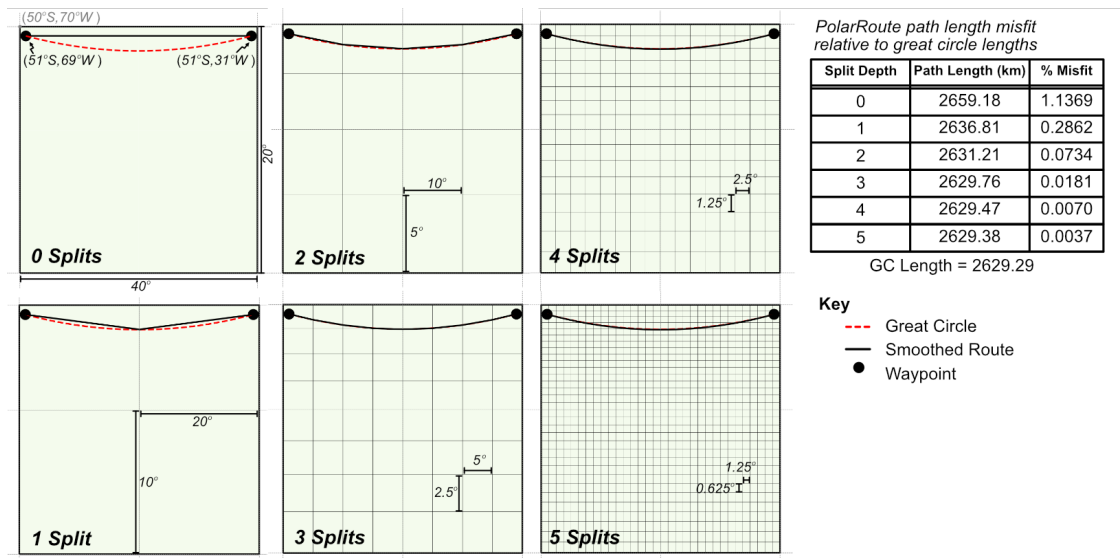 (50°S,70°W )
(51°S,69°W )
(51°S,31°W )
20°
0 Splits
40°
10°
5°
2 Splits
2.5°
1.25°
4 Splits
PolarRoute path length misfit
relative to great circle lengths
Split Depth Path Length (km) % Misfit
0 2659.18 1.1369
1 2636.81 0.2862
2 2631.21 0.0734
3 2629.76 0.0181
4 2629.47 0.0070
5 2629.38 0.0037
GC Length = 2629.29
20°
10°
1 Split
5°
2.5°
3 Splits
1.25°
0.625°
5 Splits
Key
Great Circle
Smoothed Route
Waypoint